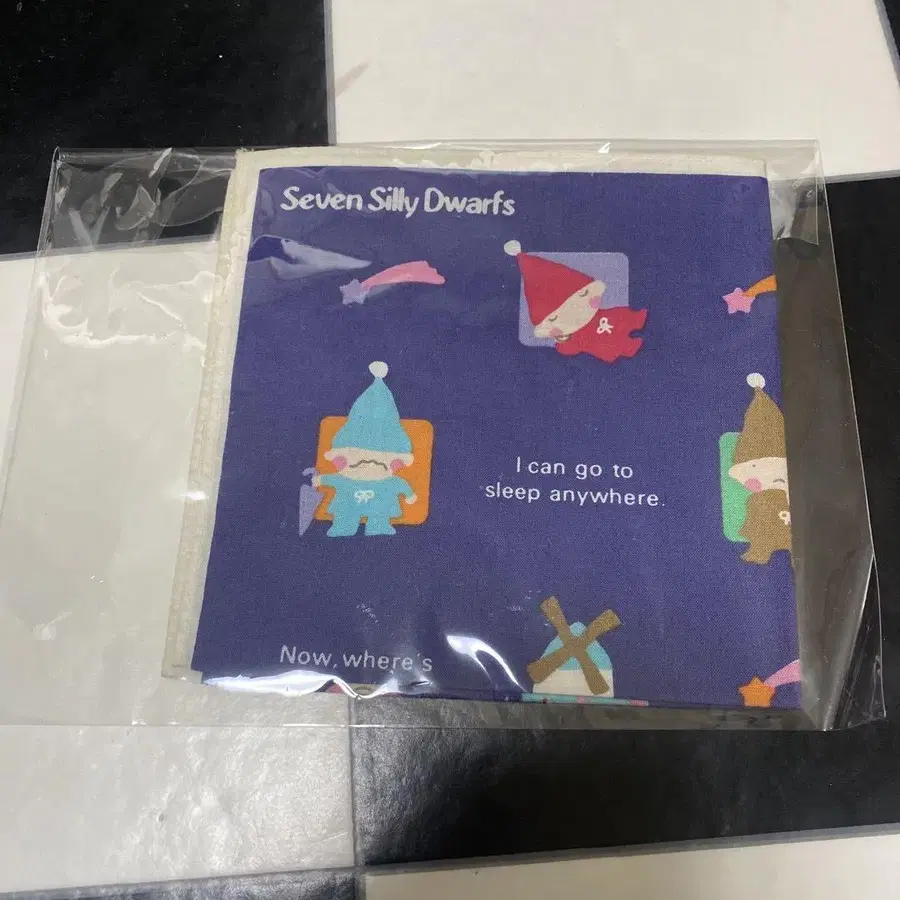 Seven Silly Dwarfs
I can go to
sleep anywhere.
Now, where's